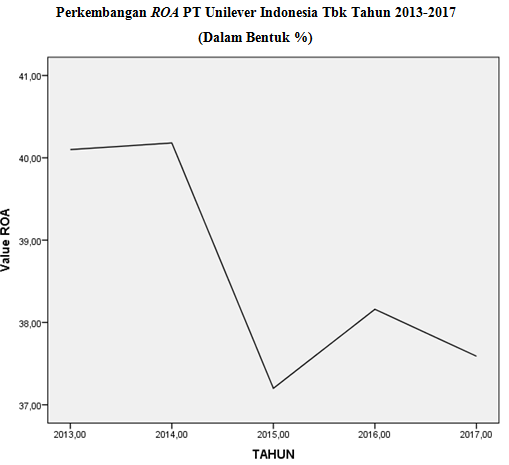 Perkembangan ROA PT Unilever Indonesia Tbk Tahun 2013-2017
(Dalam Bentuk %)
41,00
40,00
39,00
38,00
37,00
Value ROA
2013,00 2014,00 2015,00 2016,00 2017,00
TAHUN